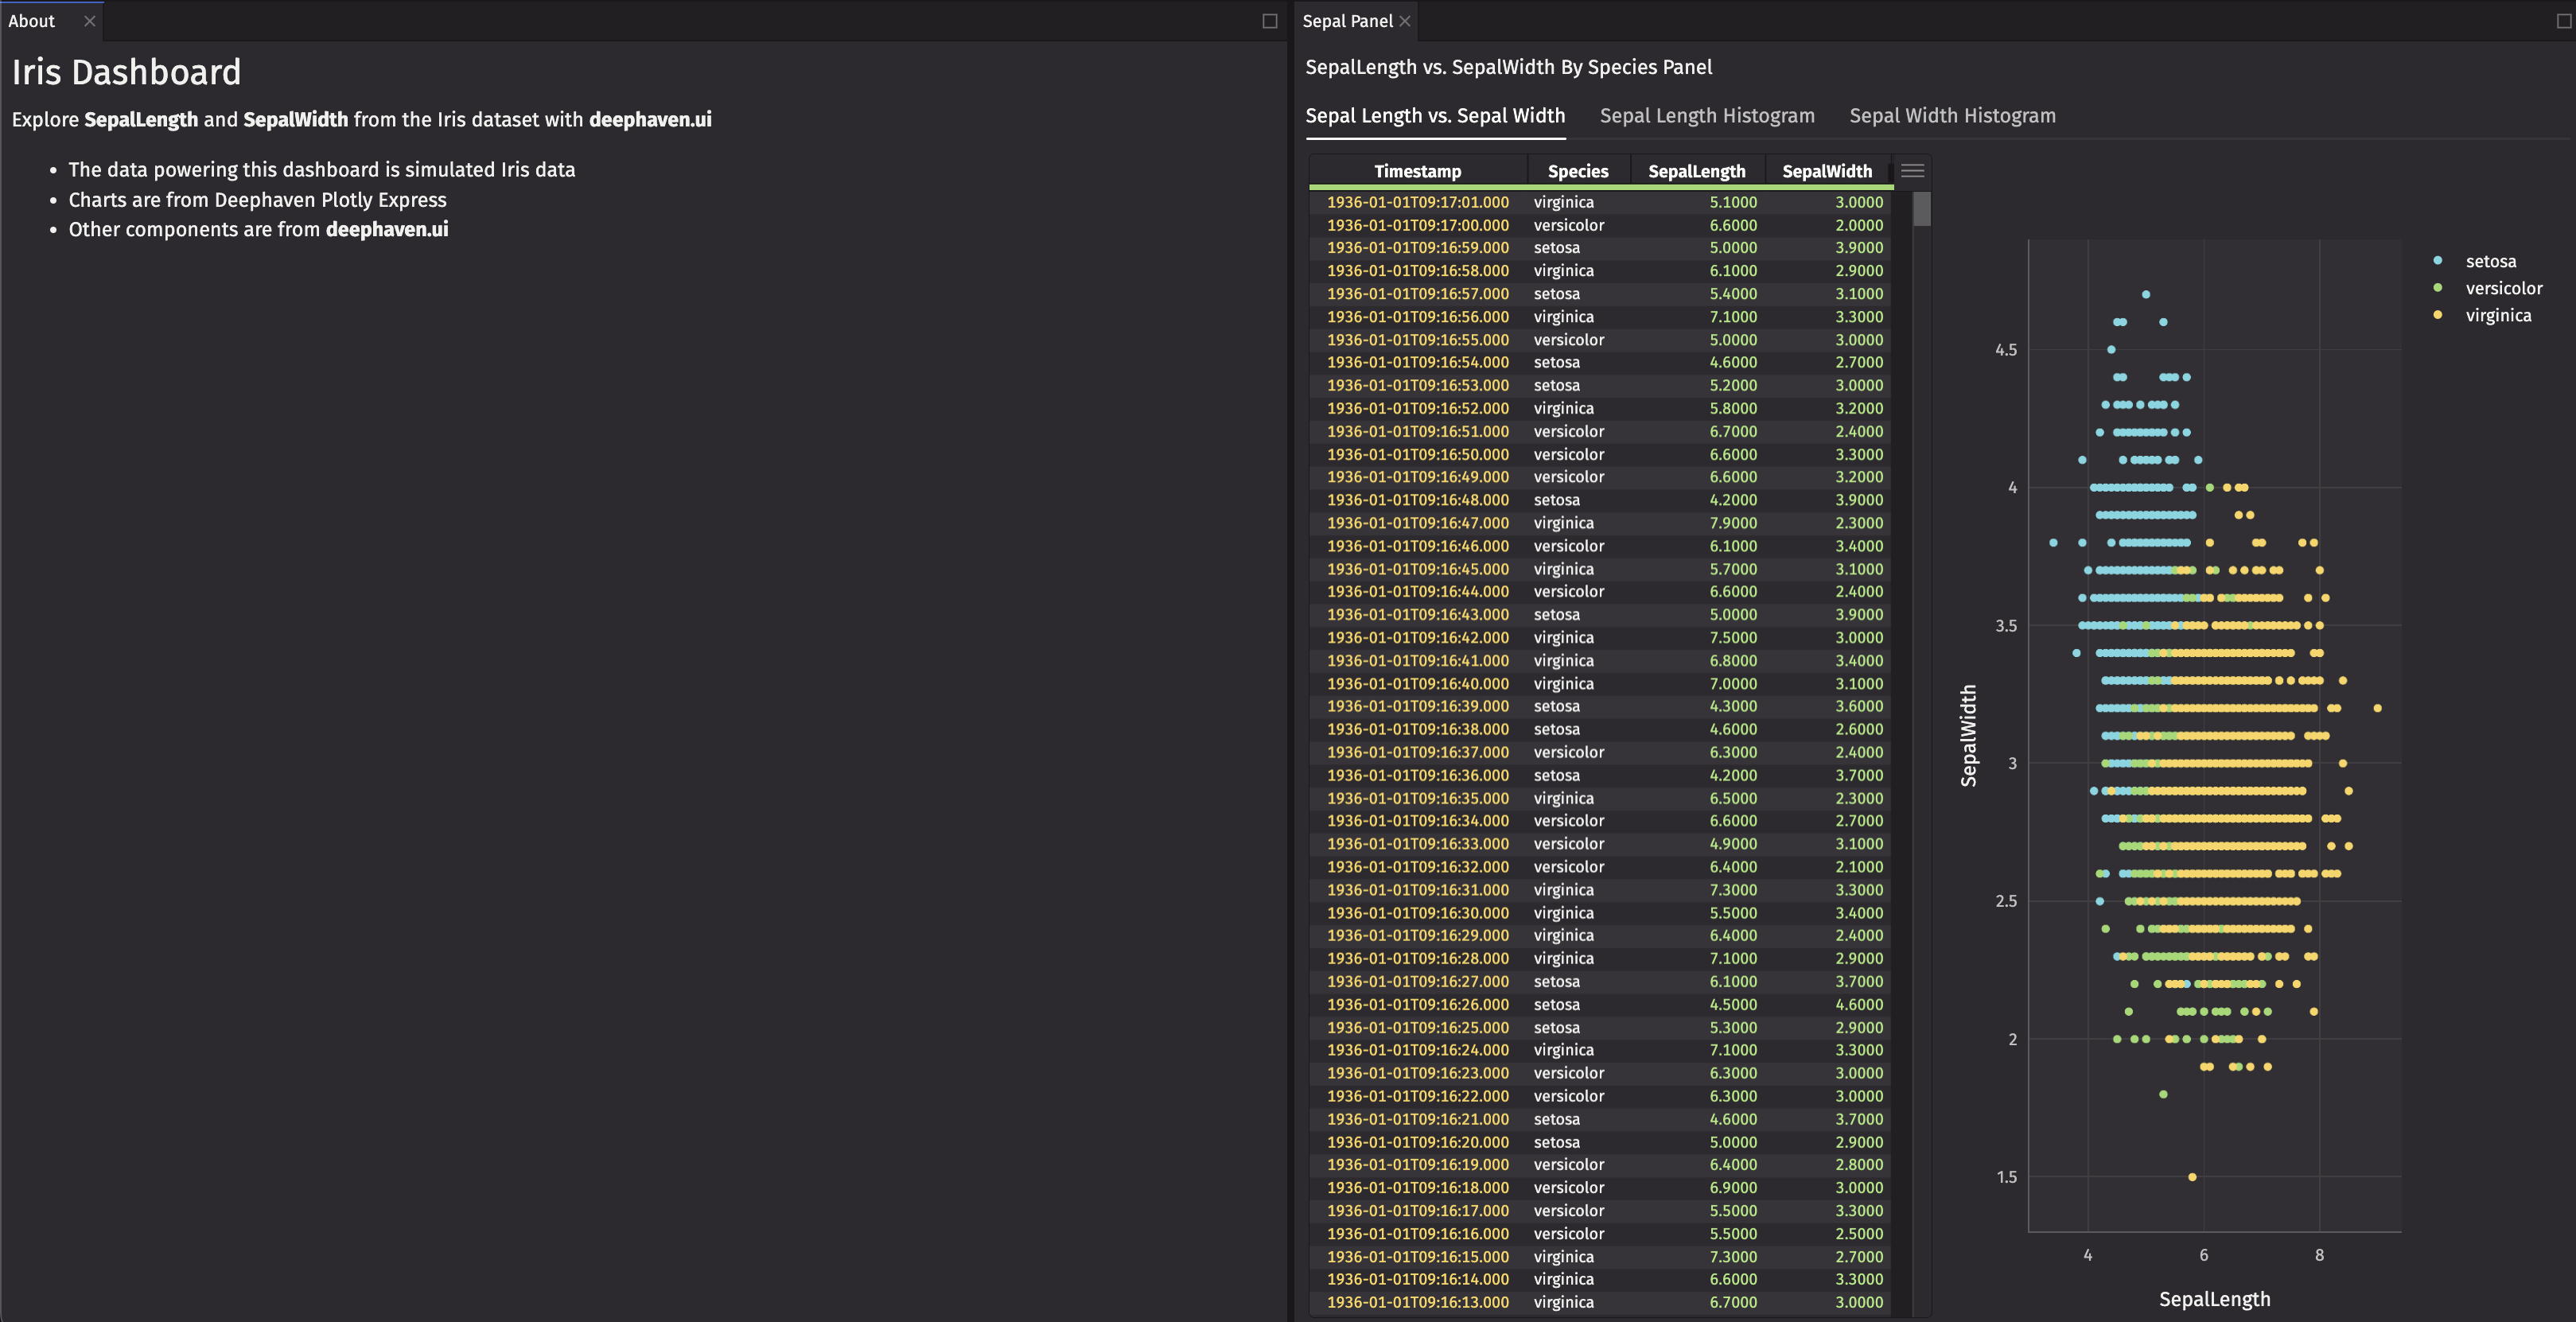 About
Iris Dashboard
Explore SepalLength and SepalWidth from the Iris dataset with deephaven.ui
• The data powering this dashboard is simulated Iris data
• Charts are from Deephaven Plotly Express
• Other components are from deephaven.ui
Sepal Panel
SepalLength vs. SepalWidth By Species Panel
Sepal Length vs. Sepal Width Sepal Length Histogram Sepal Width Histogram
Timestamp Species SepalLength SepalWidth
1936-01-01T09:17:01.000 virginica 5.1000 3.0000
1936-01-01T09:17:00.000 versicolor 6.6000 2.0000
1936-01-01T09:16:59.000 setosa 5.0000 3.9000
1936-01-01T09:16:58.000 virginica 6.1000 2.9000
1936-01-01T09:16:57.000 setosa 5.4000 3.1000
1936-01-01T09:16:56.000 virginica 7.1000 3.3000
1936-01-01T09:16:55.000 versicolor 5.0000 3.0000
1936-01-01T09:16:54.000 setosa 4.6000 2.7000
1936-01-01T09:16:53.000 setosa 5.2000 3.0000
1936-01-01T09:16:52.000 virginica 5.8000 3.2000
1936-01-01T09:16:51.000 versicolor 6.7000 2.4000
1936-01-01T09:16:50.000 versicolor 6.6000 3.3000
1936-01-01T09:16:49.000 versicolor 6.6000 3.2000
1936-01-01T09:16:48.000 setosa 4.2000 3.9000
1936-01-01T09:16:47.000 virginica 7.9000 2.3000
1936-01-01T09:16:46.000 versicolor 6.1000 3.4000
1936-01-01T09:16:45.000 virginica 5.7000 3.1000
1936-01-01T09:16:44.000 versicolor 6.6000 2.4000
1936-01-01T09:16:43.000 setosa 5.0000 3.9000
1936-01-01T09:16:42.000 virginica 7.5000 3.0000
1936-01-01T09:16:41.000 virginica 6.8000 3.4000
1936-01-01T09:16:40.000 virginica 7.0000 3.1000
1936-01-01T09:16:39.000 setosa 4.3000 3.6000
1936-01-01T09:16:38.000 setosa 4.6000 2.6000
1936-01-01T09:16:37.000 versicolor 6.3000 2.4000
1936-01-01T09:16:36.000 setosa 4.2000 3.7000
1936-01-01T09:16:35.000 virginica 6.5000 2.3000
1936-01-01T09:16:34.000 versicolor 6.6000 2.7000
1936-01-01T09:16:33.000 versicolor 4.9000 3.1000
1936-01-01T09:16:32.000 versicolor 6.4000 2.1000
1936-01-01T09:16:31.000 virginica 7.3000 3.3000
1936-01-01T09:16:30.000 virginica 5.5000 3.4000
1936-01-01T09:16:29.000 virginica 6.4000 2.4000
1936-01-01T09:16:28.000 virginica 7.1000 2.9000
1936-01-01T09:16:27.000 setosa 6.1000 3.7000
1936-01-01T09:16:26.000 setosa 4.5000 4.6000
1936-01-01T09:16:25.000 setosa 5.3000 2.9000
1936-01-01T09:16:24.000 virginica 7.1000 3.3000
1936-01-01T09:16:23.000 versicolor 6.3000 3.0000
1936-01-01T09:16:22.000 versicolor 6.3000 3.0000
1936-01-01T09:16:21.000 setosa 4.6000 3.7000
1936-01-01T09:16:20.000 setosa 5.0000 2.9000
1936-01-01T09:16:19.000 versicolor 6.4000 2.8000
1936-01-01T09:16:18.000 versicolor 6.9000 3.0000
1936-01-01T09:16:17.000 versicolor 5.5000 3.3000
1936-01-01T09:16:16.000 versicolor 5.5000 2.5000
1936-01-01T09:16:15.000 virginica 7.3000 2.7000
1936-01-01T09:16:14.000 virginica 6.6000 3.3000
1936-01-01T09:16:13.000 virginica 6.7000 3.0000
setosa
versicolor
virginica
4.5
4
3.5
3
2.5
2
1.5
SepalWidth
4 6 8
SepalLength